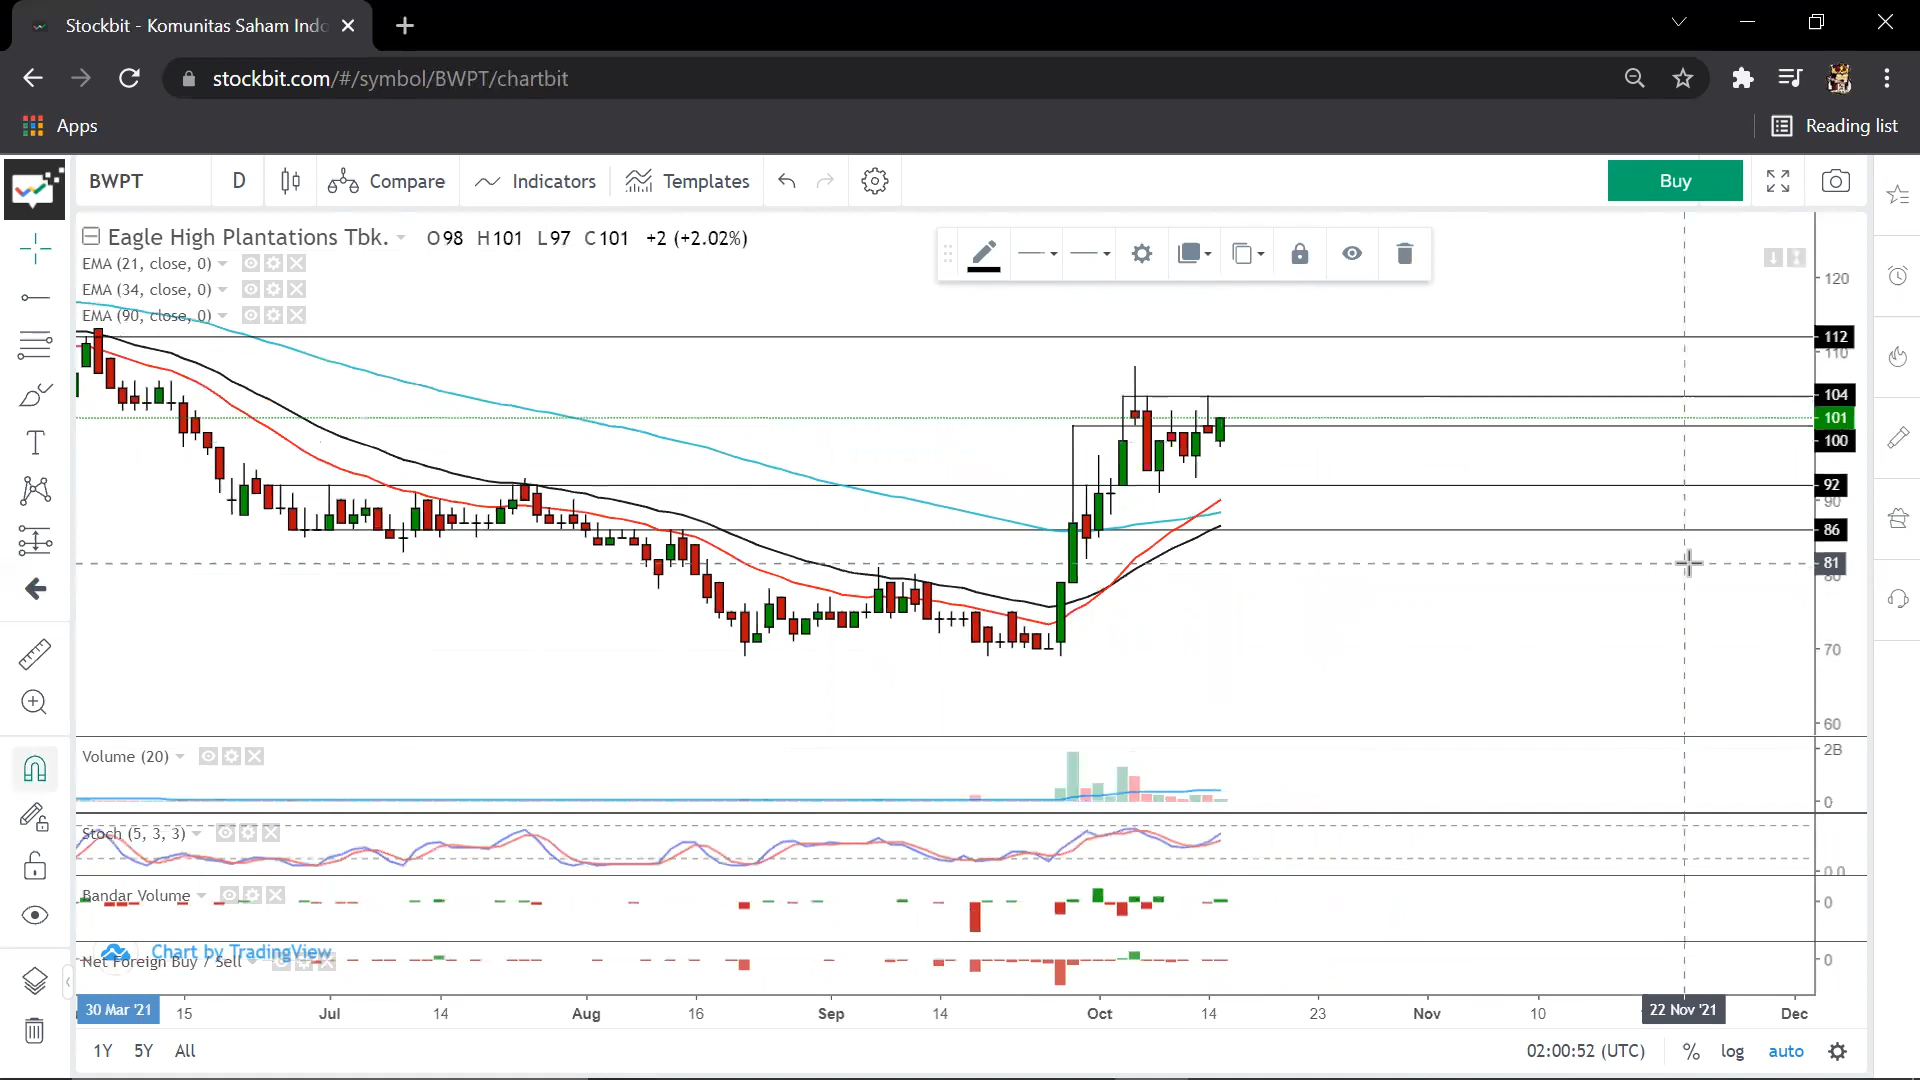 Stockbit - Komunitas Saham Indo
stockbit.com/#/symbol/BWPT/chartbit
Apps
Reading list
BWPT D Compare Indicators Templates Buy
Eagle High Plantations Tbk. O98 H101 L97 C101 +2 (+2.02%)
EMA (21, close, 0)
EMA (34, close, 0)
EMA (90, close, 0)
120
112
110
104
101
100
92
90
86
81
80
70
60
Volume (20)
2B
0
Stoch (5, 3, 3)
0.0
Bandar Volume
0
Chart by TradingView
Net Foreign Buy / Sell
0
30 Mar '21 15 Jul 14 Aug 16 Sep 14 Oct 14 23 Nov 10 22 Nov '21 Dec
1Y 5Y All 02:00:52 (UTC) % log auto